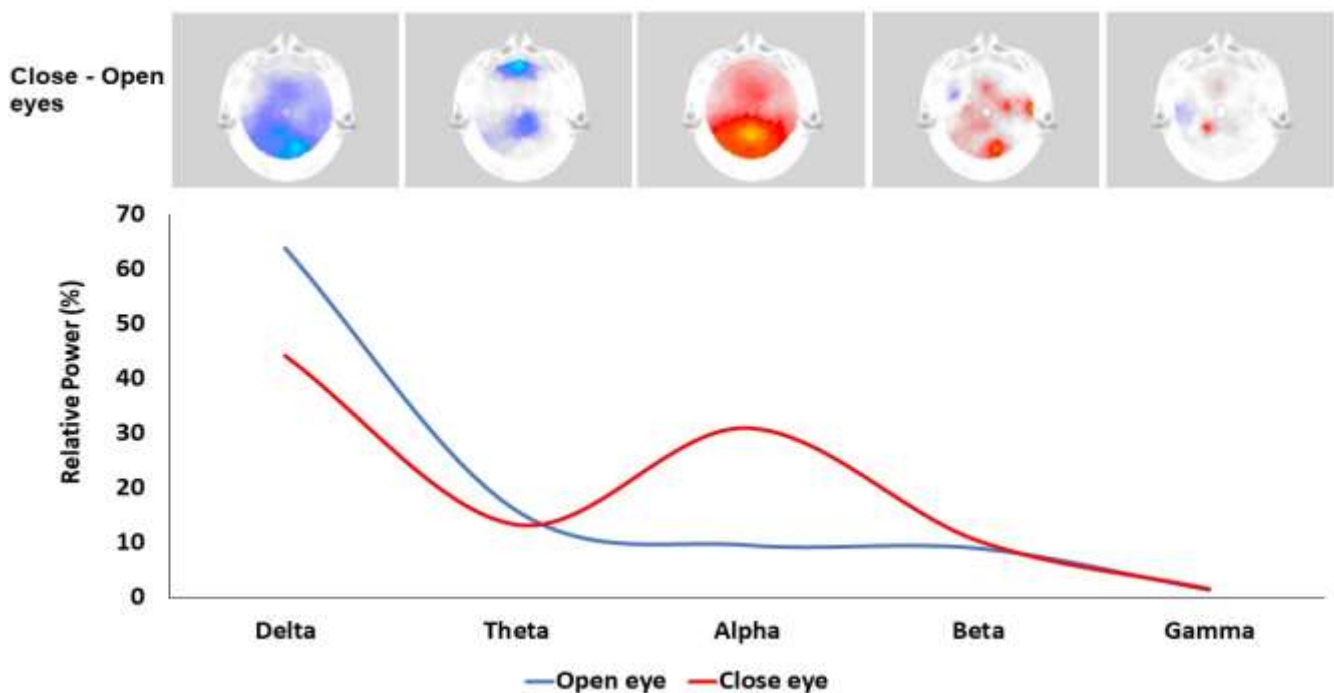 Close - Open
eyes
70
60
50
40
30
20
10
0
Relative Power (%)
Delta Theta Alpha Beta Gamma
Open eye Close eye